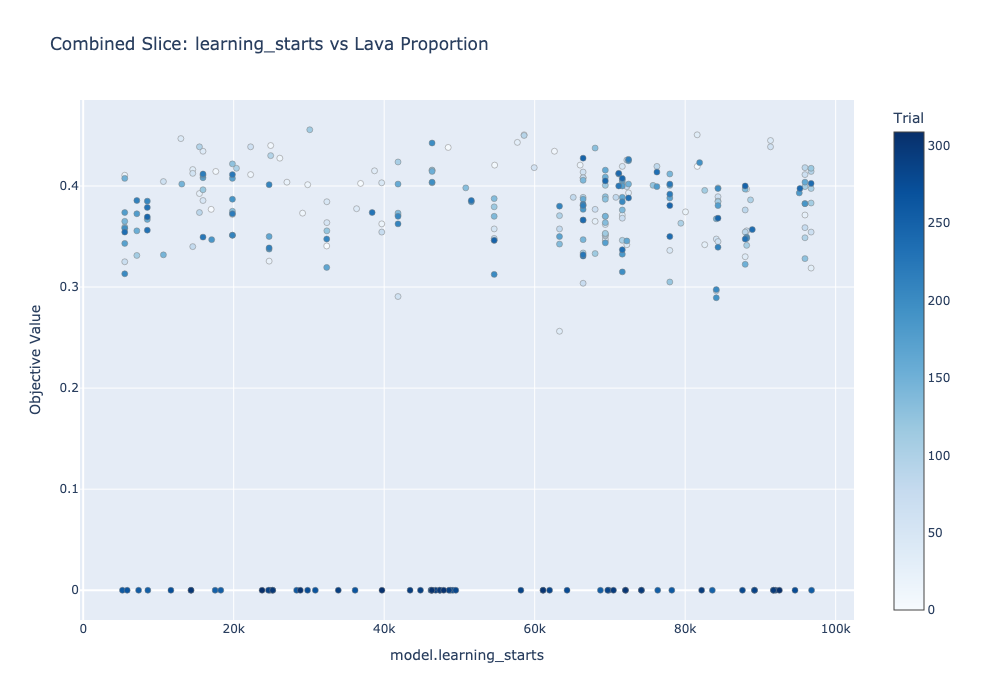 Combined Slice: learning_starts vs Lava Proportion
Trial
300
250
200
150
100
50
0
Objective Value
0.4
0.3
0.2
0.1
0
0
20k
40k
60k
80k
100k
model.learning_starts